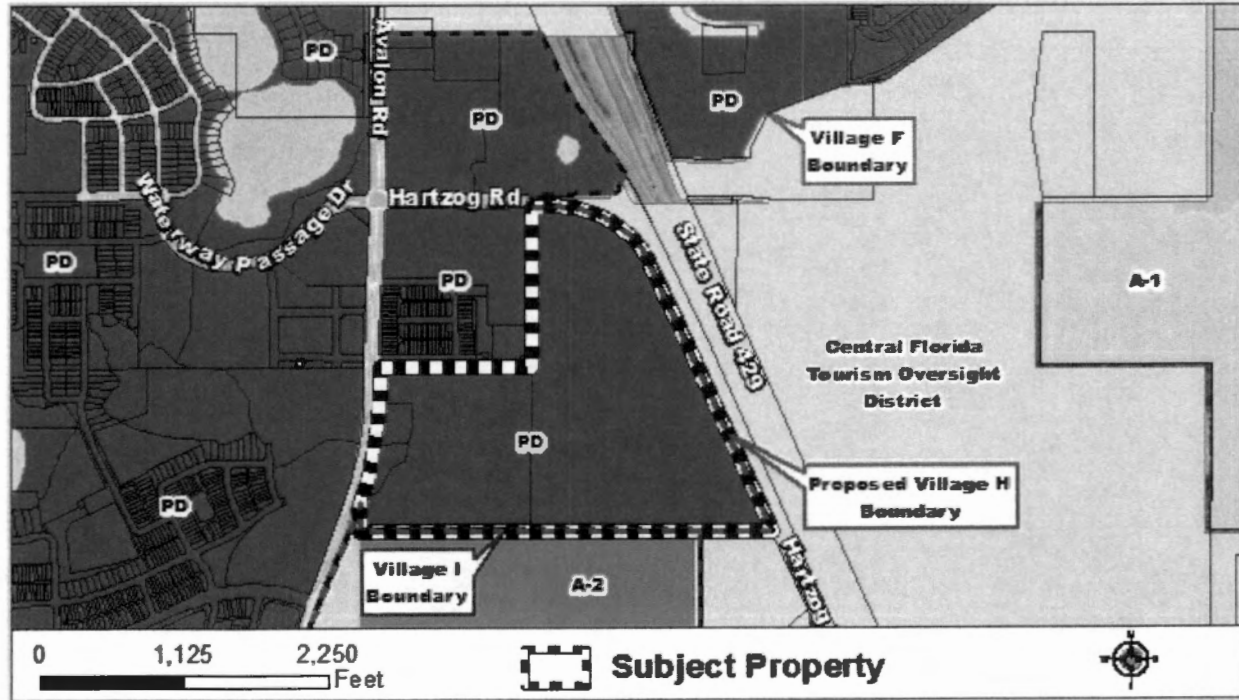 PD
Avalon Rd
PD
PD
Village F
Boundary
Hartzog Rd
Waterway Passage Dr
PD
PD
State Road 429
A-1
Central Florida
Tourism Oversight
District
PD
Proposed Village H
Boundary
PD
Village I
Boundary
A-2
Hartzog
0 1,125 2,250
Feet
Subject Property
N